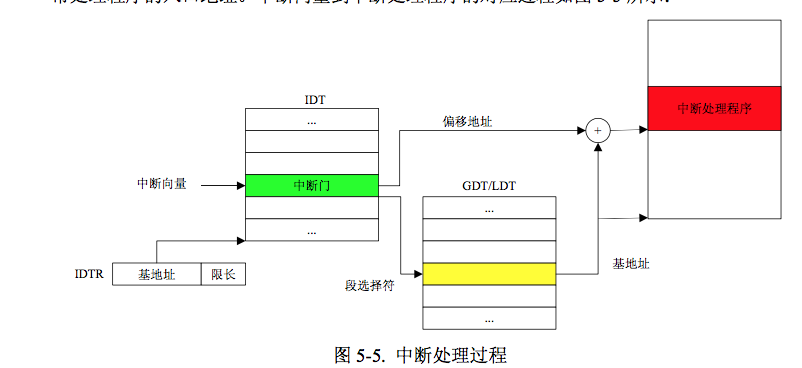 IDT
...
偏移地址
+
中断处理程序
中断向量
中断门
GDT/LDT
...
...
IDTR
基地址
限长
段选择符
基地址
...
图 5-5. 中断处理过程